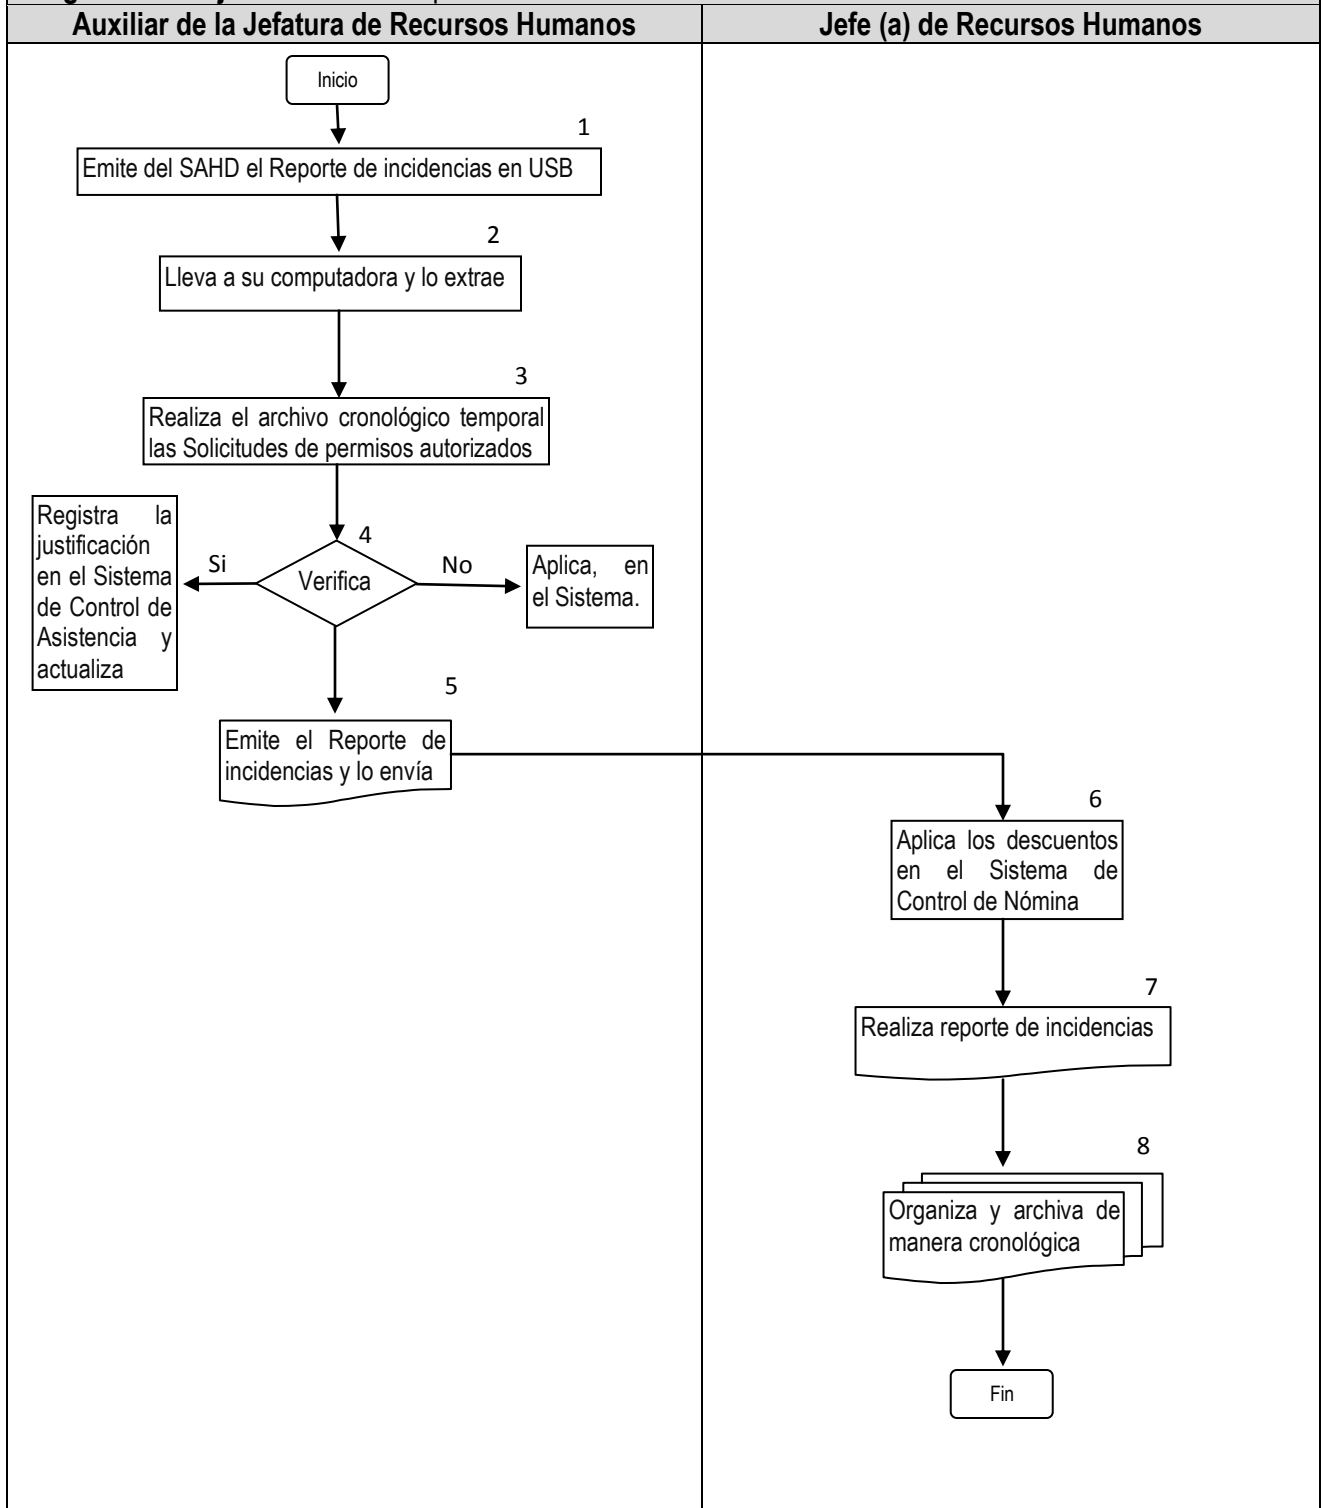 Auxiliar de la Jefatura de Recursos Humanos
Jefe (a) de Recursos Humanos
Inicio
1
Emite del SAHD el Reporte de incidencias en USB
2
Lleva a su computadora y lo extrae
3
Realiza el archivo cronológico temporal
las Solicitudes de permisos autorizados
4
Verifica
Si
No
Registra la
justificación
en el Sistema
de Control de
Asistencia y
actualiza
Aplica, en
el Sistema.
5
Emite el Reporte de
incidencias y lo envía
6
Aplica los descuentos
en el Sistema de
Control de Nómina
7
Realiza reporte de incidencias
8
Organiza y archiva de
manera cronológica
Fin